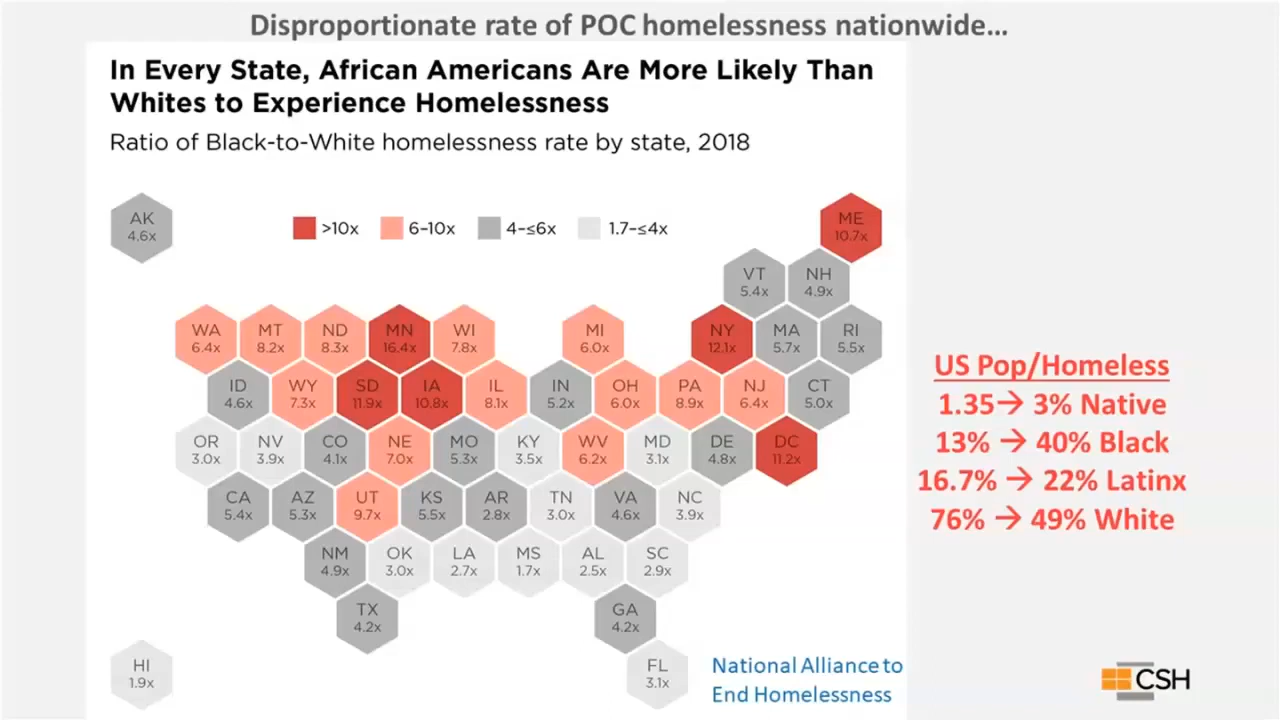 Disproportionate rate of POC homelessness nationwide…
In Every State, African Americans Are More Likely Than
Whites to Experience Homelessness
Ratio of Black-to-White homelessness rate by state, 2018
AK
4.6x
>10x
6–10x
4–≤6x
1.7–≤4x
ME
10.7x
VT
5.4x
NH
4.9x
WA
6.4x
MT
8.2x
ND
8.3x
MN
16.4x
WI
7.8x
MI
6.0x
NY
12.1x
MA
5.7x
RI
5.5x
ID
4.6x
WY
7.3x
SD
11.9x
IA
10.8x
IL
8.1x
IN
5.2x
OH
6.0x
PA
8.9x
NJ
6.4x
CT
5.0x
OR
3.0x
NV
3.9x
CO
4.1x
NE
7.0x
MO
5.3x
KY
3.5x
WV
6.2x
MD
3.1x
DE
4.8x
DC
11.2x
CA
5.4x
AZ
5.3x
UT
9.7x
KS
5.5x
AR
2.8x
TN
3.0x
VA
4.6x
NC
3.9x
NM
4.9x
OK
3.0x
LA
2.7x
MS
1.7x
AL
2.5x
SC
2.9x
TX
4.2x
GA
4.2x
HI
1.9x
FL
3.1x
National Alliance to
End Homelessness
US Pop/Homeless
1.35→ 3% Native
13% → 40% Black
16.7% → 22% Latinx
76% → 49% White
CSH